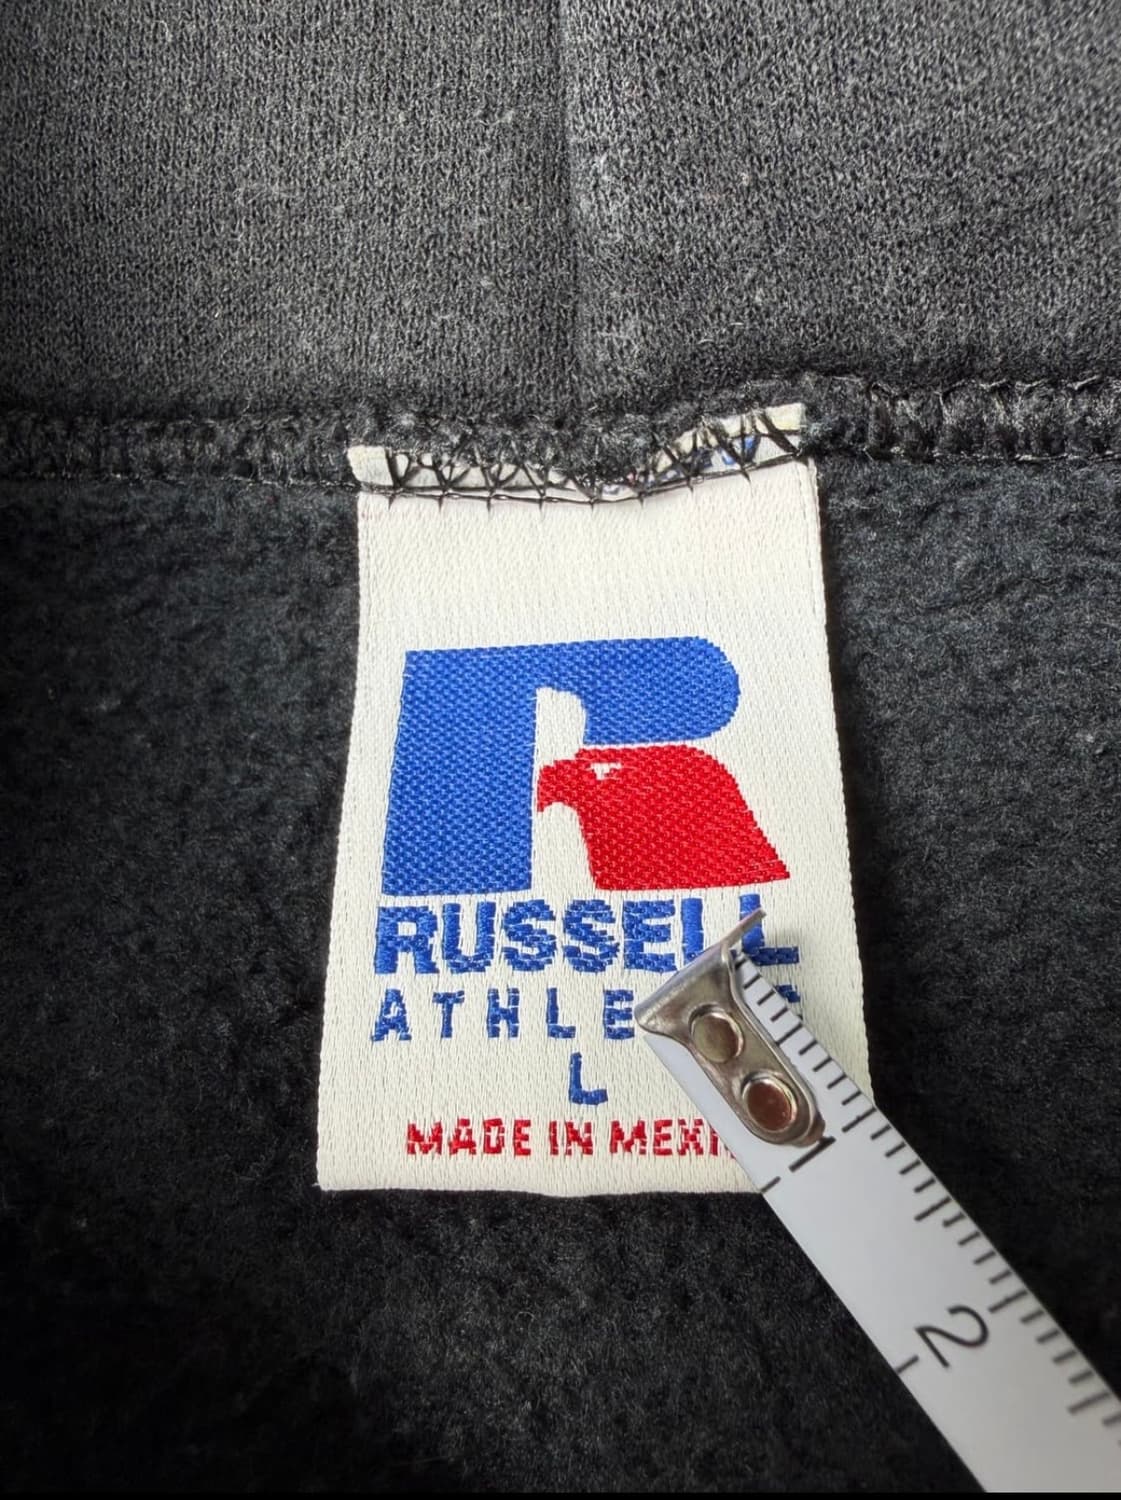 RUSSELL
ATHLE
L
MADE IN MEXI
1
2